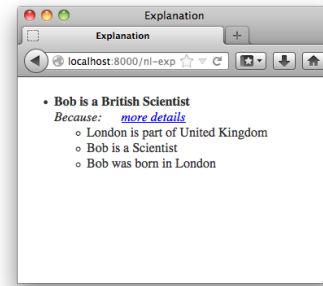 Explanation
Explanation
localhost:8000/nl-exp
Bob is a British Scientist
Because: more details
London is part of United Kingdom
Bob is a Scientist
Bob was born in London